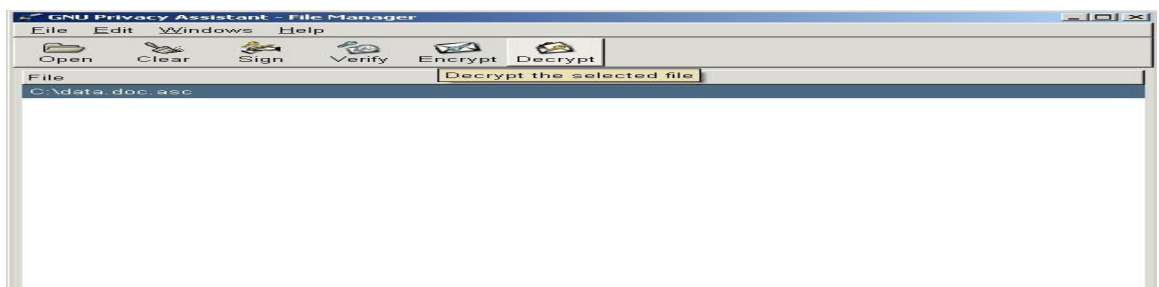 GNU Privacy Assistant - File Manager
File Edit Windows Help
Open Clear Sign Verify Encrypt Decrypt
Decrypt the selected file
File
C:\data.doc.asc